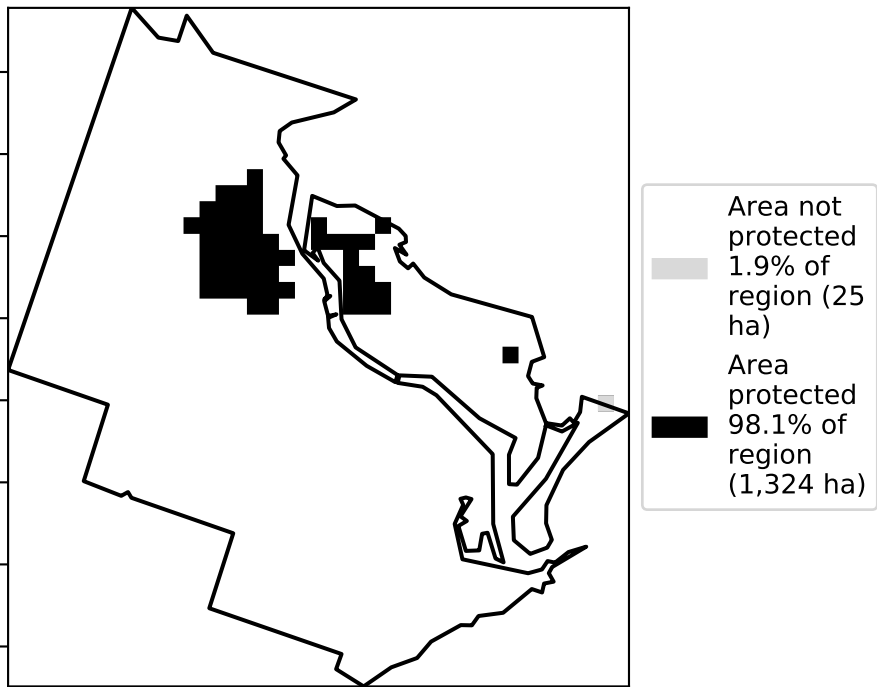 Area not
protected
1.9% of
region (25
ha)
Area
protected
98.1% of
region
(1,324 ha)